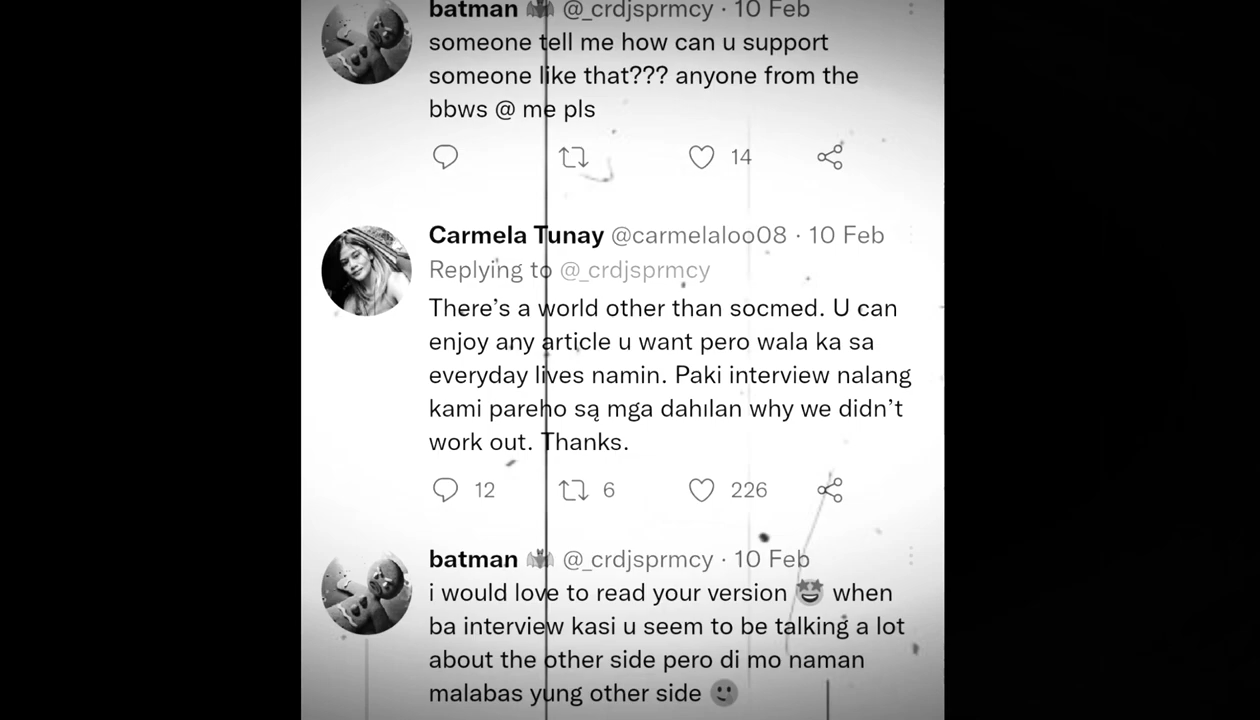 batman 🦇 @_crdjsprmcy · 10 Feb
someone tell me how can u support
someone like that??? anyone from the
bbws @ me pls
14
Carmela Tunay @carmelaloo08 · 10 Feb
Replying to @_crdjsprmcy
There's a world other than socmed. U can
enjoy any article u want pero wala ka sa
everyday lives namin. Paki interview nalang
kami pareho sa mga dahilan why we didn't
work out. Thanks.
12 6 226
batman 🦇 @_crdjsprmcy · 10 Feb
i would love to read your version 🤩 when
ba interview kasi u seem to be talking a lot
about the other side pero di mo naman
malabas yung other side 🙂